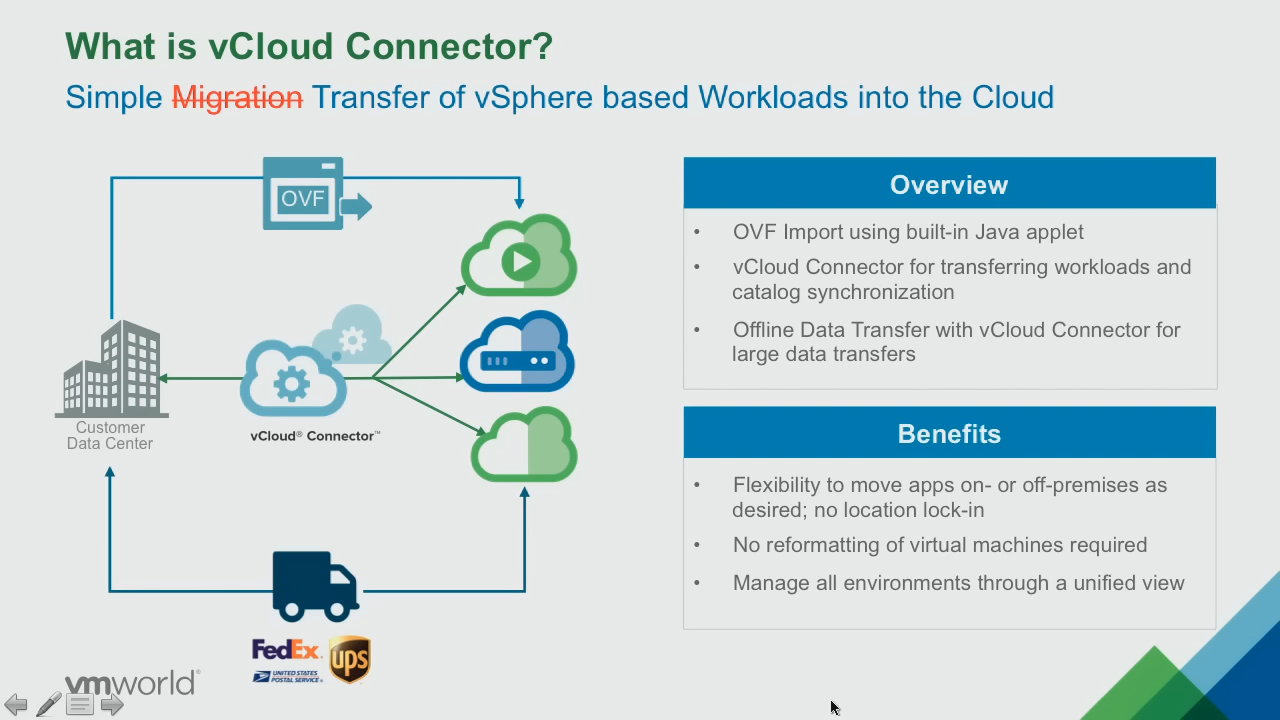 What is vCloud Connector?
Simple Migration Transfer of vSphere based Workloads into the Cloud
OVF
Customer
Data Center
vCloud® Connector™
FedEx®
UNITED STATES
POSTAL SERVICE®
ups
vmworld®
Overview
• OVF Import using built-in Java applet
• vCloud Connector for transferring workloads and
catalog synchronization
• Offline Data Transfer with vCloud Connector for
large data transfers
Benefits
• Flexibility to move apps on- or off-premises as
desired; no location lock-in
• No reformatting of virtual machines required
• Manage all environments through a unified view